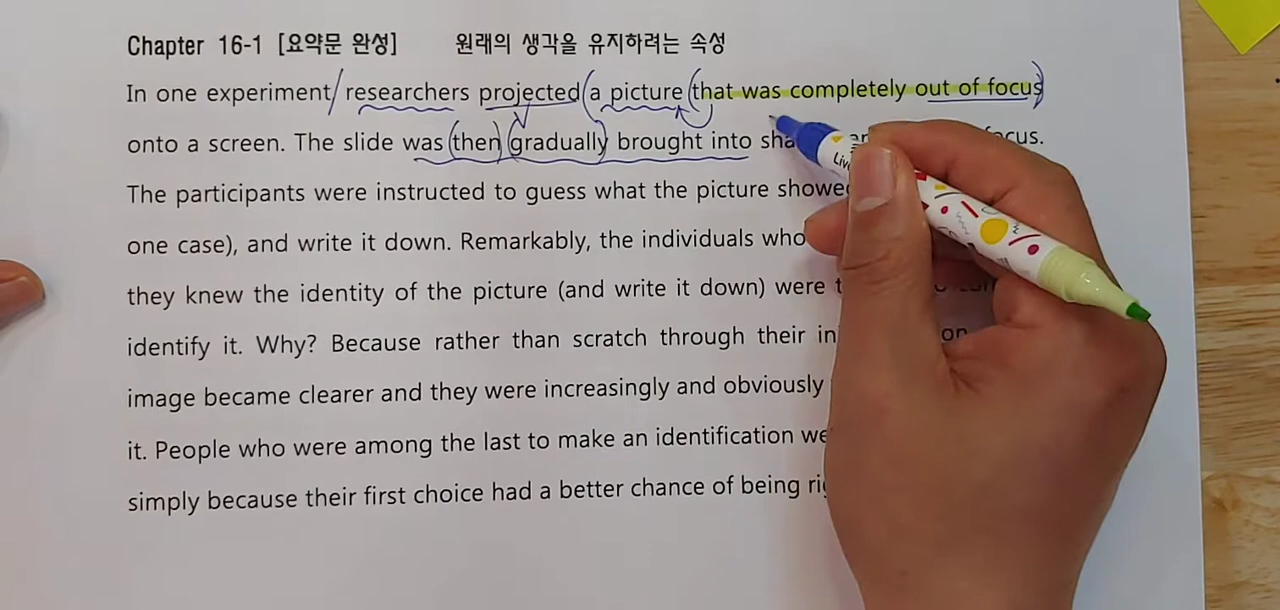 Chapter 16-1 [요약문 완성] 원래의 생각을 유지하려는 속성
In one experiment researchers projected a picture that was completely out of focus
onto a screen. The slide was then gradually brought into
The participants were instructed to guess what the picture showed
one case), and write it down. Remarkably, the individuals who
they knew the identity of the picture (and write it down) were
identify it. Why? Because rather than scratch through their
image became clearer and they were increasingly and obviously
it. People who were among the last to make an identification
simply because their first choice had a better chance of being